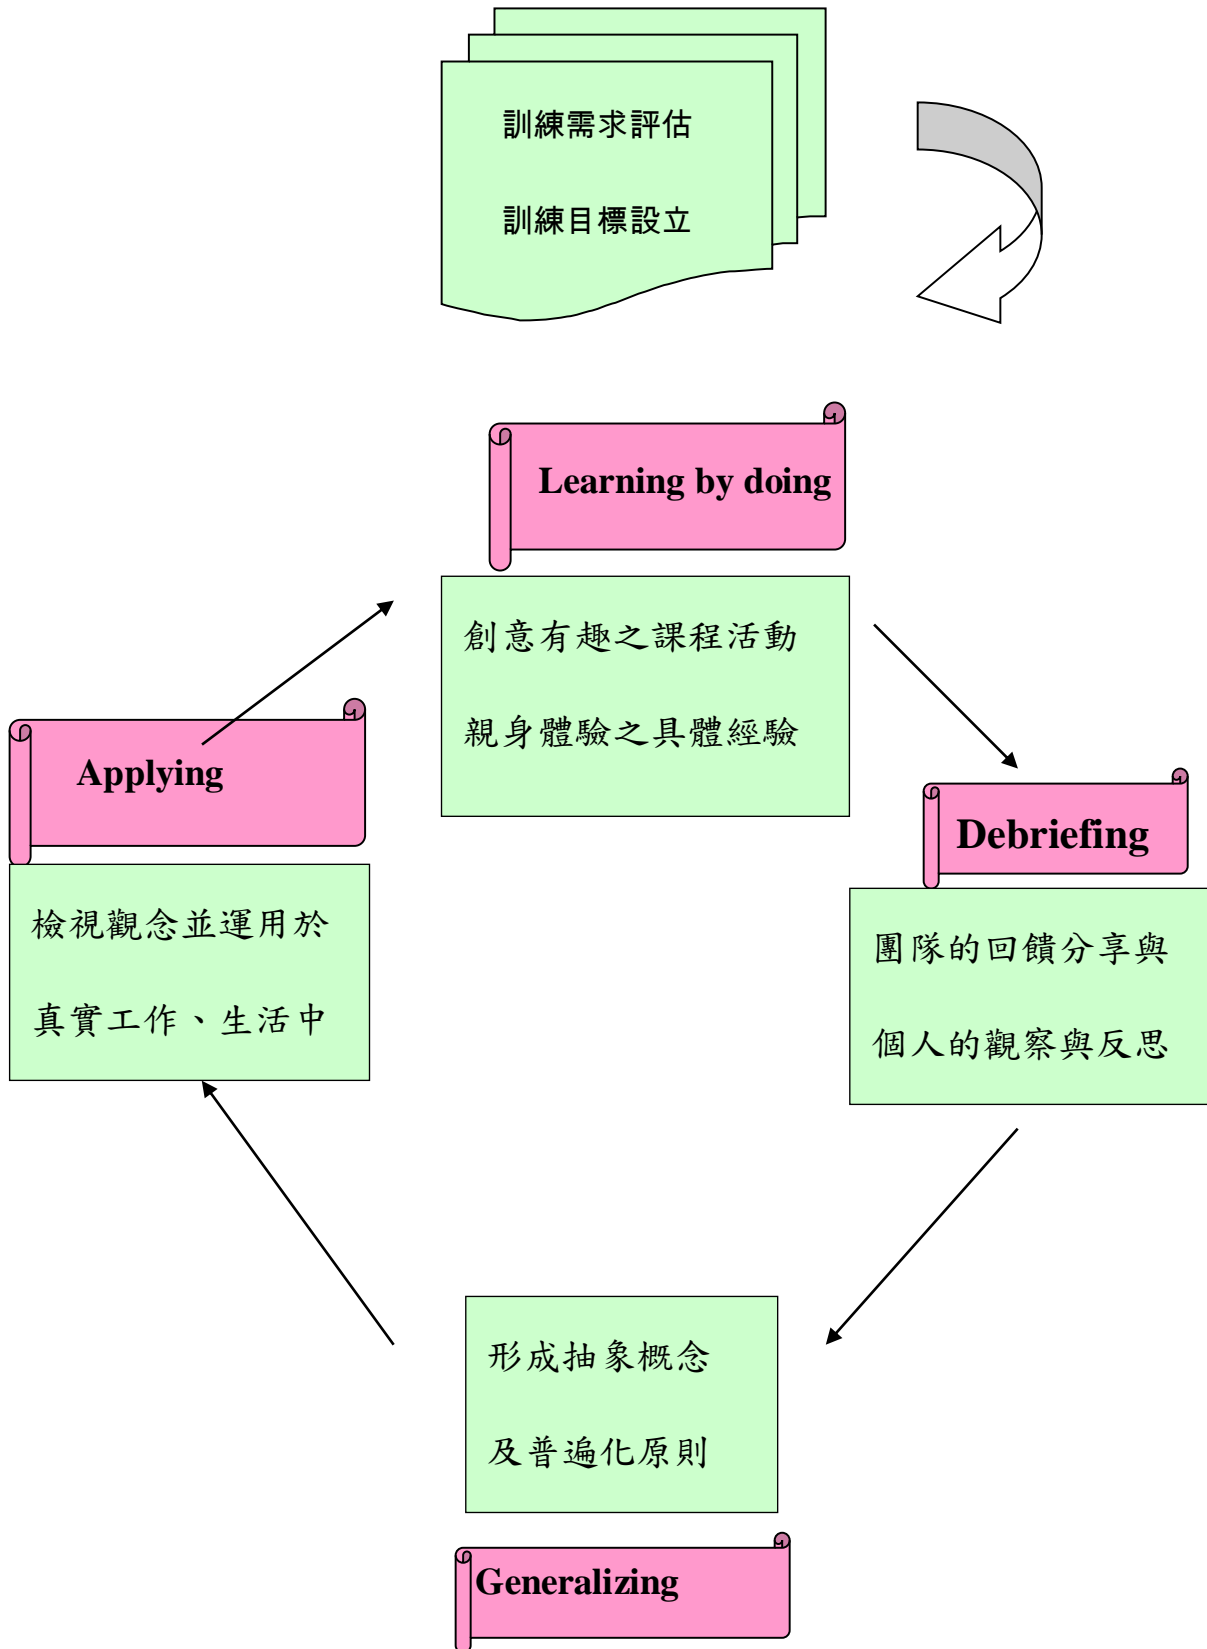 訓練需求評估
訓練目標設立
Learning by doing
創意有趣之課程活動
親身體驗之具體經驗
Applying
檢視觀念並運用於
真實工作、生活中
Debriefing
團隊的回饋分享與
個人的觀察與反思
形成抽象概念
及普遍化原則
Generalizing